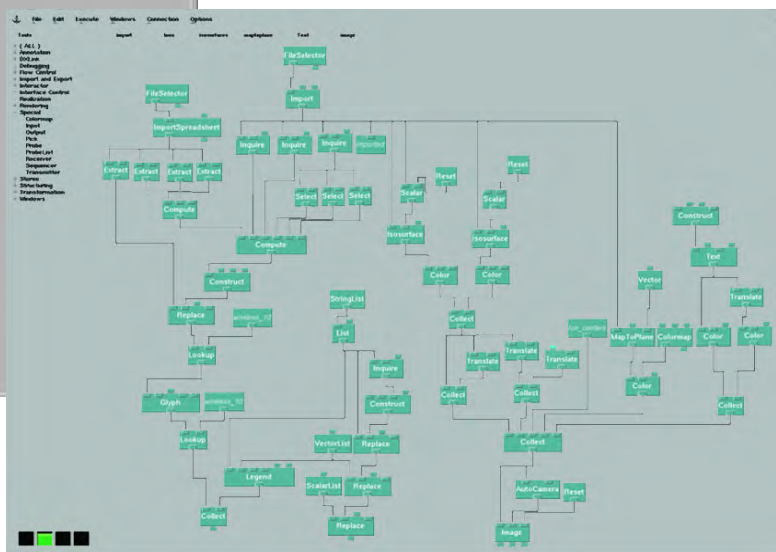 File Edit Execute Windows Connection Options
Tools
import
isosurfaces
maptoplane
Text
image
( ALL )
Annotation
DXLink
Debugging
Flow Control
Import and Export
Interactor
Interface Control
Realization
Rendering
Special
Colormap
Input
Output
Pick
Probe
ProbeList
Receiver
Sequencer
Transmitter
Stereo
Structuring
Transformation
Windows
FileSelector
FileSelector
Import
ImportSpreadsheet
Inquire
Inquire
Inquire
imported
Extract
Extract
Extract
Extract
Reset
Reset
Scalar
Scalar
Select
Select
Select
Compute
Construct
Isosurface
Isosurface
Compute
Text
Color
Color
Vector
Construct
Translate
StringList
Replace
Collect
List
MapToPlane
Colormap
Color
Color
Lookup
Translate
Translate
Translate
Inquire
Color
Glyph
Construct
Collect
Collect
Collect
Lookup
VectorList
Replace
Collect
Legend
ScalarList
Replace
AutoCamera
Reset
Collect
Replace
Image